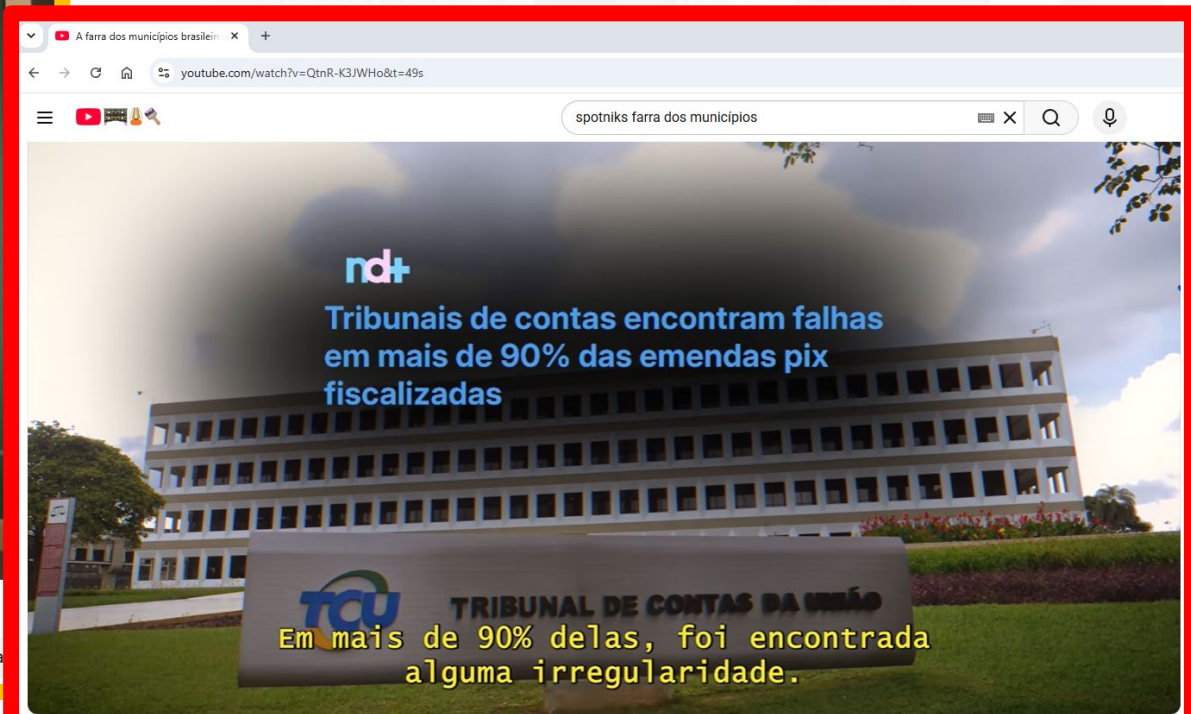 A farra dos municípios brasileir
youtube.com/watch?v=QtnR-K3JWHo&t=49s
spotniks farra dos municípios
nd+
Tribunais de contas encontram falhas
em mais de 90% das emendas pix
fiscalizadas
TCU TRIBUNAL DE CONTAS DA UNIÃO
Em mais de 90% delas, foi encontrada
alguma irregularidade.